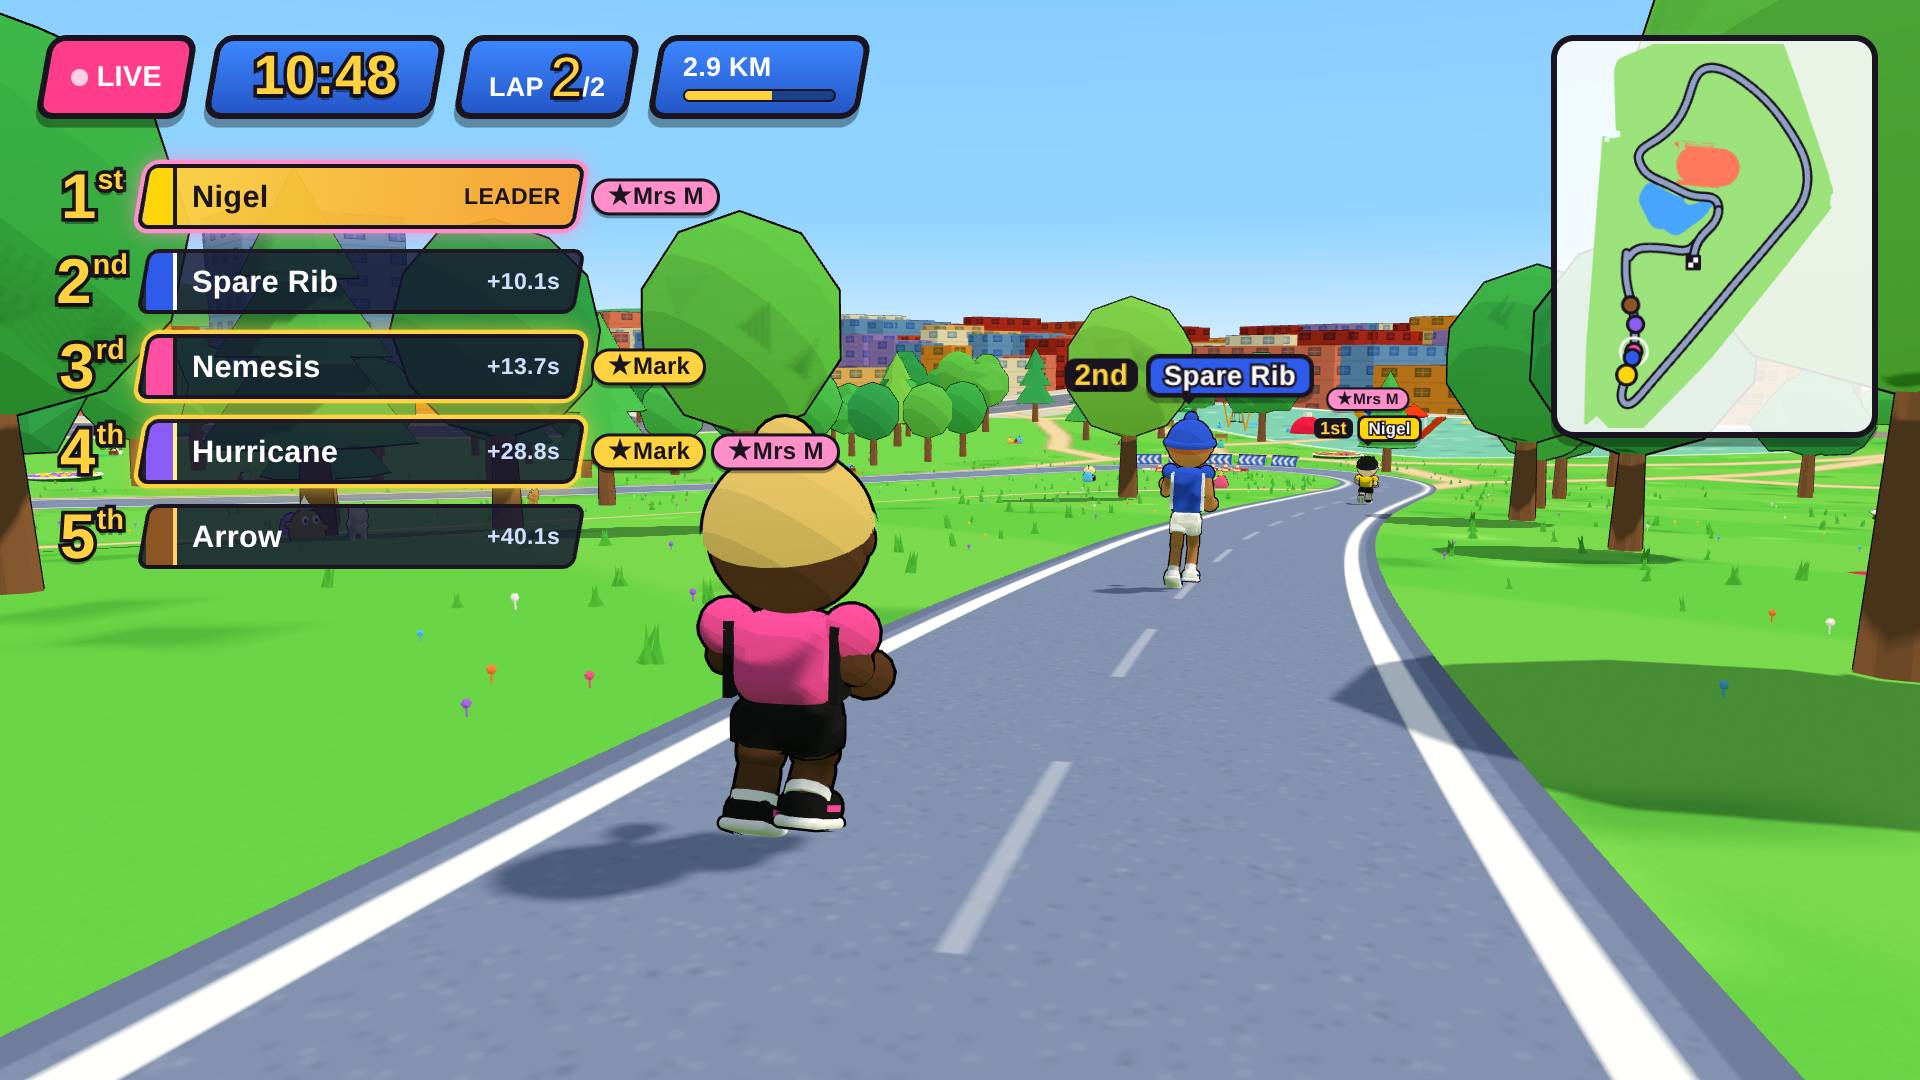 LIVE
10:48
LAP 2/2
2.9 KM
1st Nigel LEADER ★Mrs M
2nd Spare Rib +10.1s
3rd Nemesis +13.7s ★Mark
4th Hurricane +28.8s ★Mark ★Mrs M
5th Arrow +40.1s
2nd Spare Rib
★Mrs M
1st Nigel